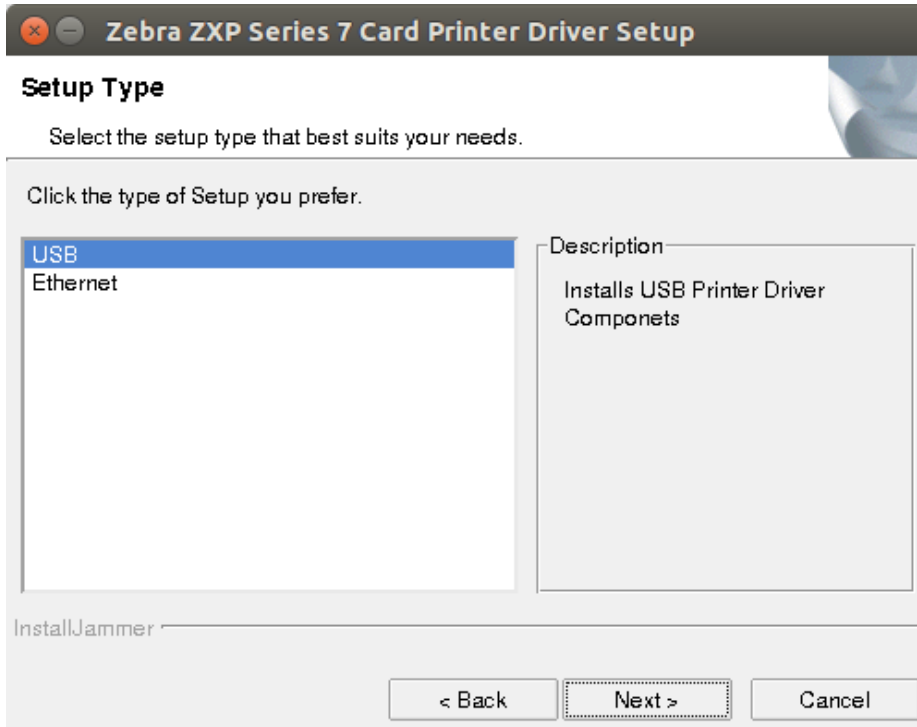 Zebra ZXP Series 7 Card Printer Driver Setup
Setup Type
Select the setup type that best suits your needs.
Click the type of Setup you prefer.
USB
Ethernet
Description
Installs USB Printer Driver
Componets
InstallJammer
< Back
Next >
Cancel